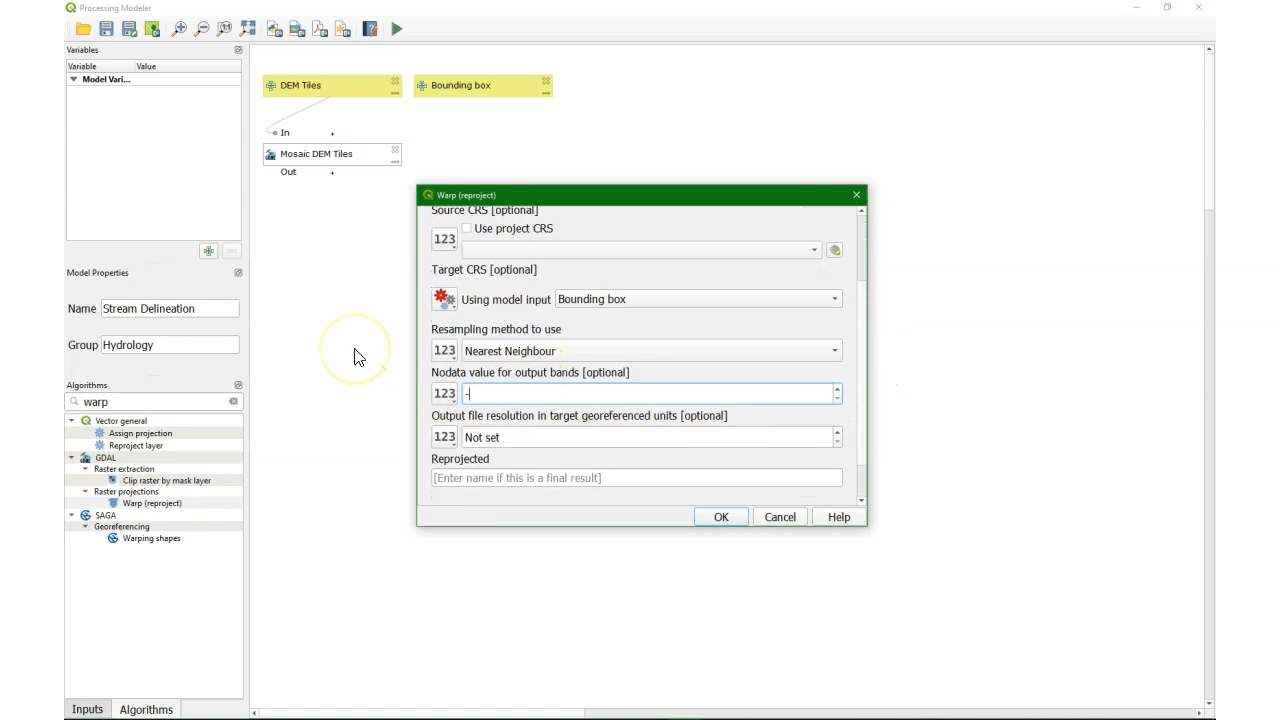 Processing Modeler
Variables
Variable Value
Model Vari...
DEM Tiles
Bounding box
In +
Mosaic DEM Tiles
Out +
Model Properties
Name Stream Delineation
Group Hydrology
Algorithms
warp
Vector general
Assign projection
Reproject layer
GDAL
Raster extraction
Clip raster by mask layer
Raster projections
Warp (reproject)
SAGA
Georeferencing
Warping shapes
Inputs Algorithms
Warp (reproject)
Source CRS [optional]
123 Use project CRS
Target CRS [optional]
Using model input Bounding box
Resampling method to use
123 Nearest Neighbour
Nodata value for output bands [optional]
123 -
Output file resolution in target georeferenced units [optional]
123 Not set
Reprojected
[Enter name if this is a final result]
OK Cancel Help